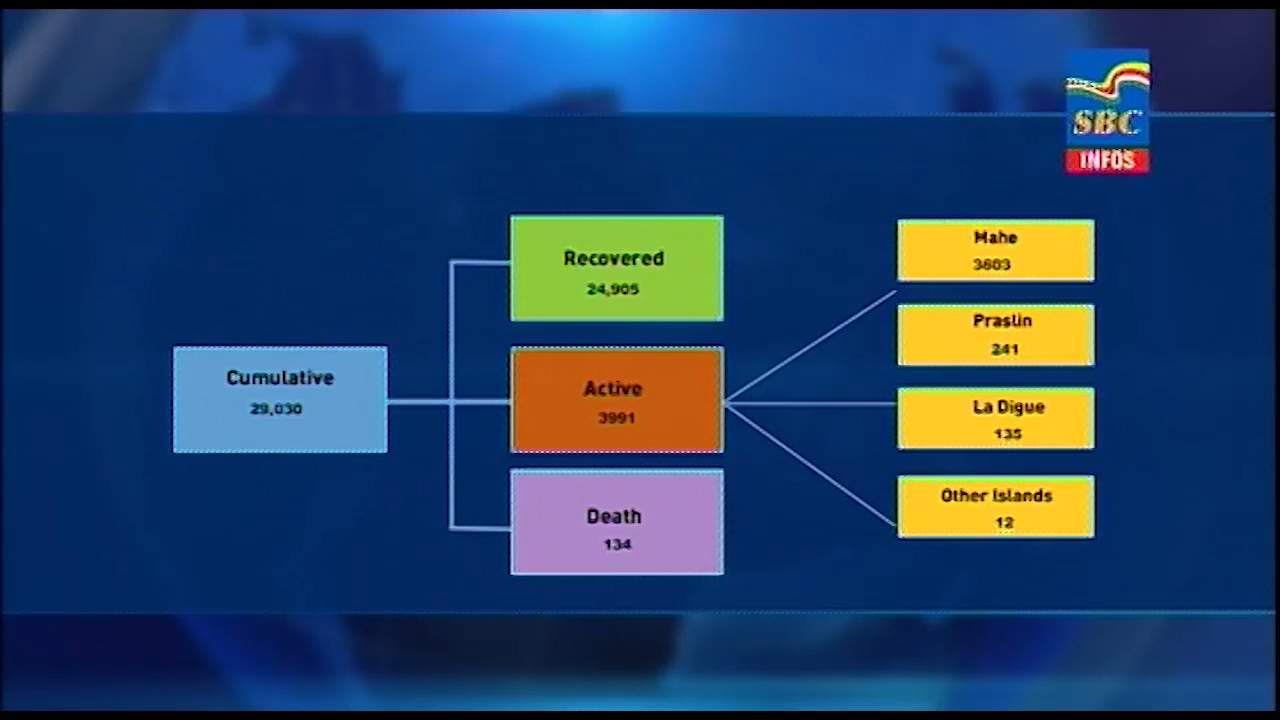 SBC
INFOS
Cumulative
29,030
Recovered
24,905
Active
3991
Death
134
Mahe
3603
Praslin
241
La Digue
135
Other Islands
12